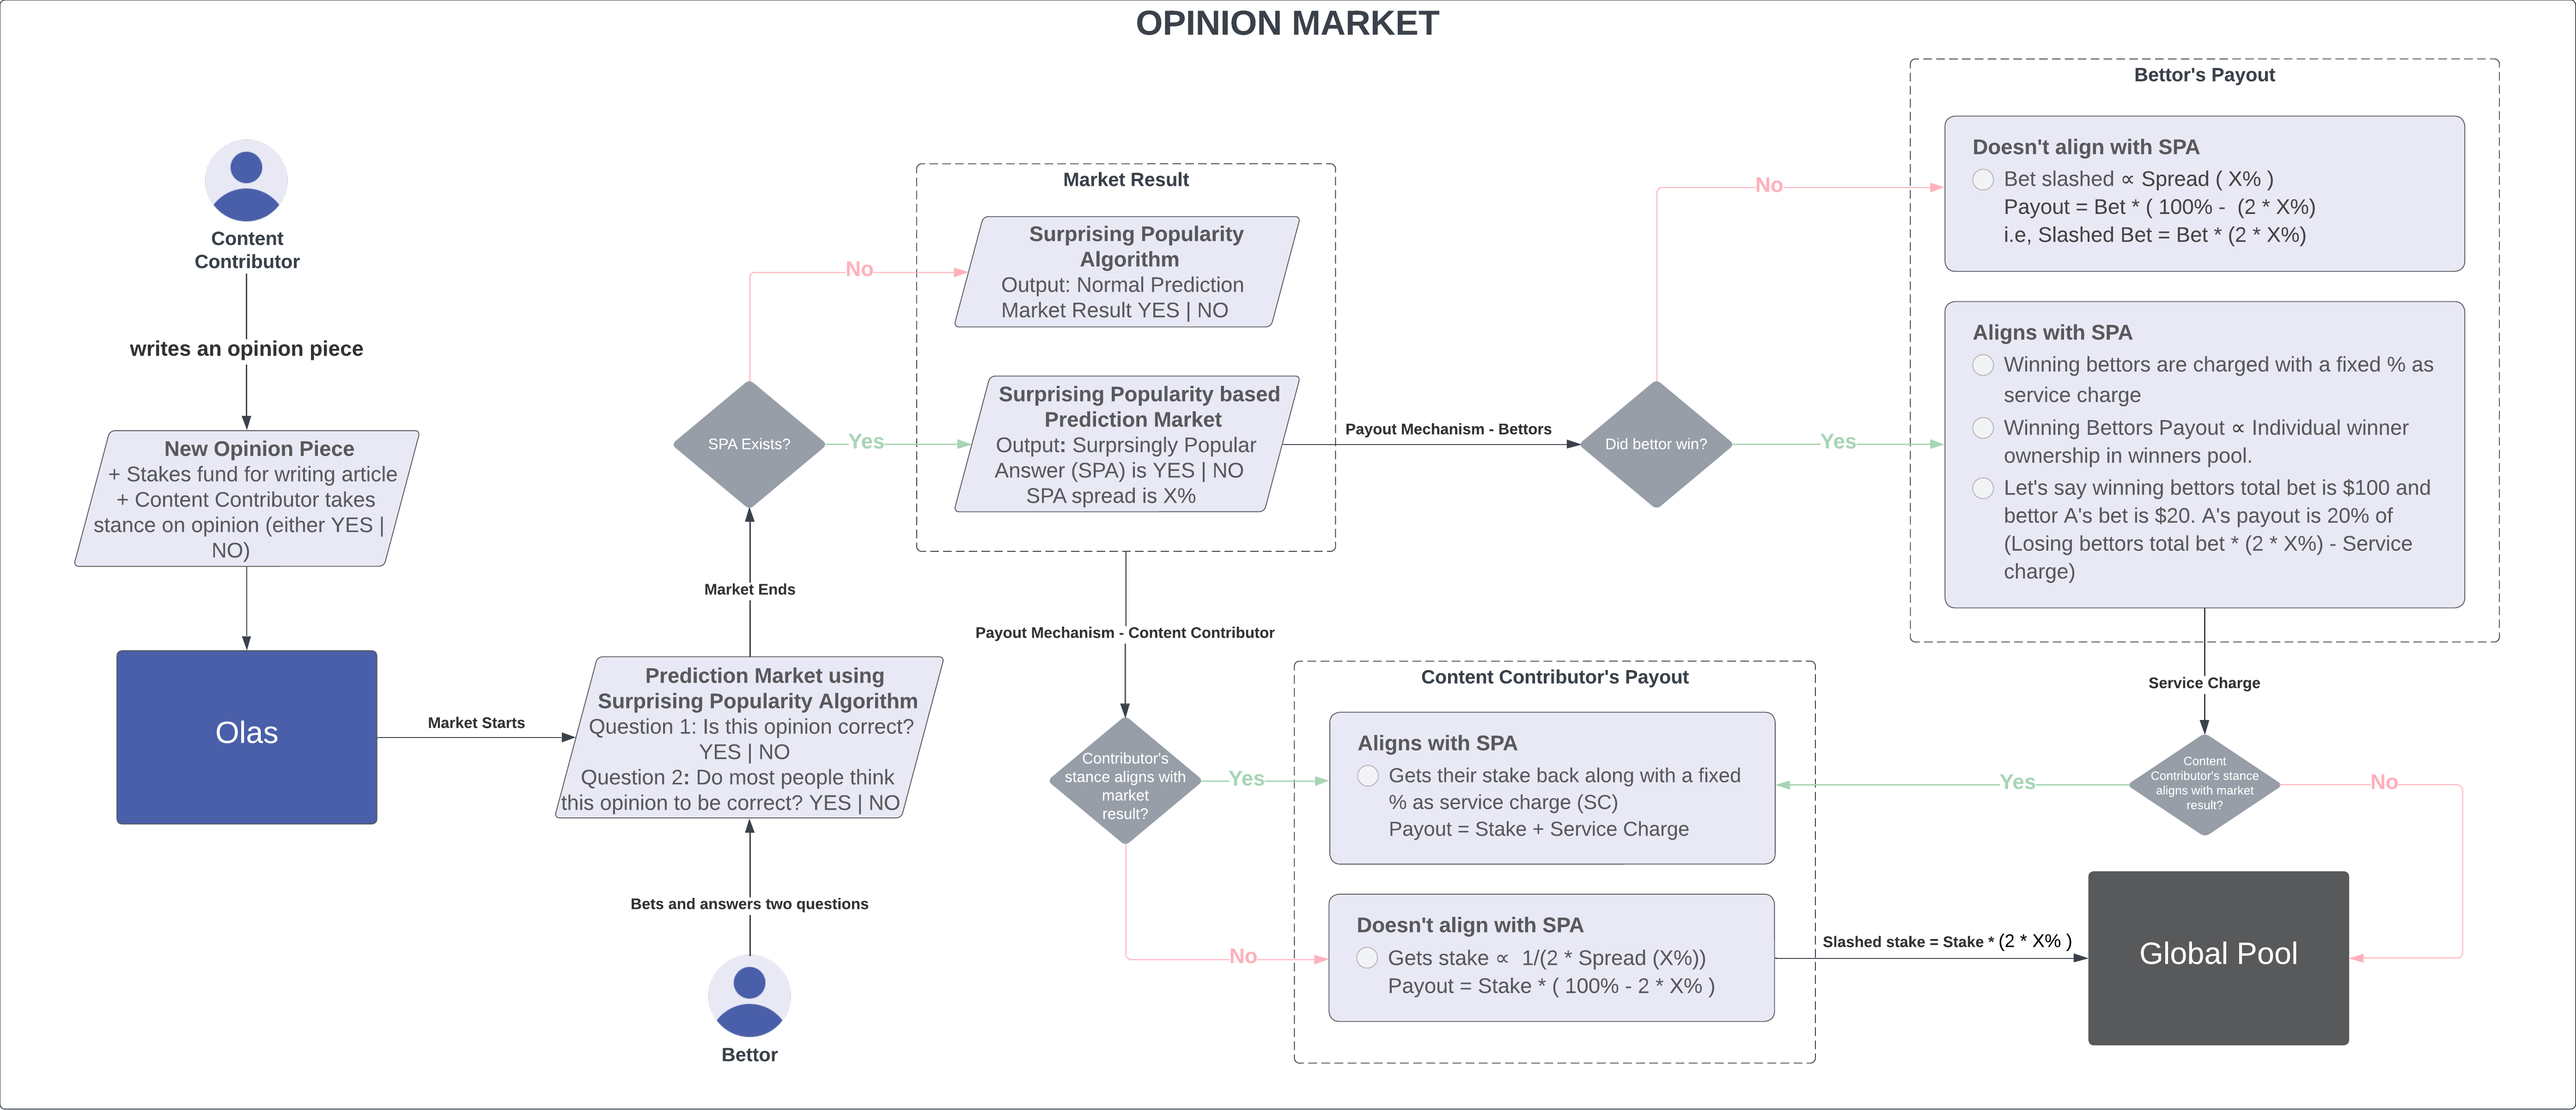 OPINION MARKET
Content
Contributor
writes an opinion piece
New Opinion Piece
+ Stakes fund for writing article
+ Content Contributor takes
stance on opinion (either YES |
NO)
Olas
Market Starts
Prediction Market using
Surprising Popularity Algorithm
Question 1: Is this opinion correct?
YES | NO
Question 2: Do most people think
this opinion to be correct? YES | NO
Bets and answers two questions
Bettor
Market Ends
SPA Exists?
No
Yes
Market Result
Surprising Popularity
Algorithm
Output: Normal Prediction
Market Result YES | NO
Surprising Popularity based
Prediction Market
Output: Surprsingly Popular
Answer (SPA) is YES | NO
SPA spread is X%
Payout Mechanism - Bettors
Did bettor win?
No
Yes
Bettor's Payout
Doesn't align with SPA
Bet slashed ∝ Spread ( X% )
Payout = Bet * ( 100% - (2 * X%)
i.e, Slashed Bet = Bet * (2 * X%)
Aligns with SPA
Winning bettors are charged with a fixed % as
service charge
Winning Bettors Payout ∝ Individual winner
ownership in winners pool.
Let's say winning bettors total bet is $100 and
bettor A's bet is $20. A's payout is 20% of
(Losing bettors total bet * (2 * X%) - Service
charge)
Payout Mechanism - Content Contributor
Contributor's
stance aligns with
market
result?
Yes
No
Content Contributor's Payout
Aligns with SPA
Gets their stake back along with a fixed
% as service charge (SC)
Payout = Stake + Service Charge
Doesn't align with SPA
Gets stake ∝ 1/(2 * Spread (X%))
Payout = Stake * ( 100% - 2 * X% )
Service Charge
Content
Contributor's stance
aligns with market
result?
Yes
No
Slashed stake = Stake * (2 * X% )
Global Pool